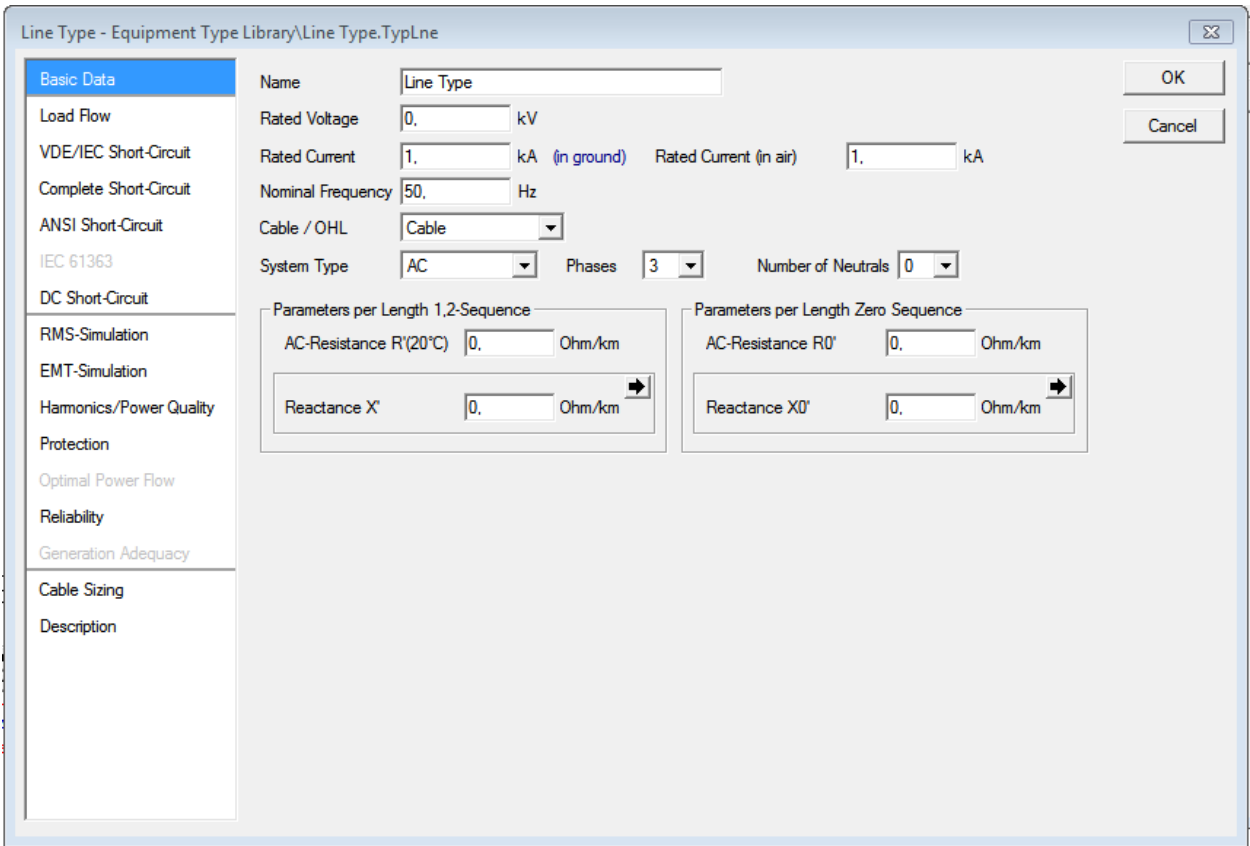 Line Type - Equipment Type Library\Line Type.TypLne
Basic Data
Load Flow
VDE/IEC Short-Circuit
Complete Short-Circuit
ANSI Short-Circuit
IEC 61363
DC Short-Circuit
RMS-Simulation
EMT-Simulation
Harmonics/Power Quality
Protection
Optimal Power Flow
Reliability
Generation Adequacy
Cable Sizing
Description
Name Line Type
Rated Voltage 0, kV
Rated Current 1, kA (in ground) Rated Current (in air) 1, kA
Nominal Frequency 50, Hz
Cable / OHL Cable
System Type AC Phases 3 Number of Neutrals 0
Parameters per Length 1,2-Sequence
AC-Resistance R'(20°C) 0, Ohm/km
Reactance X' 0, Ohm/km
Parameters per Length Zero Sequence
AC-Resistance R0' 0, Ohm/km
Reactance X0' 0, Ohm/km
OK
Cancel